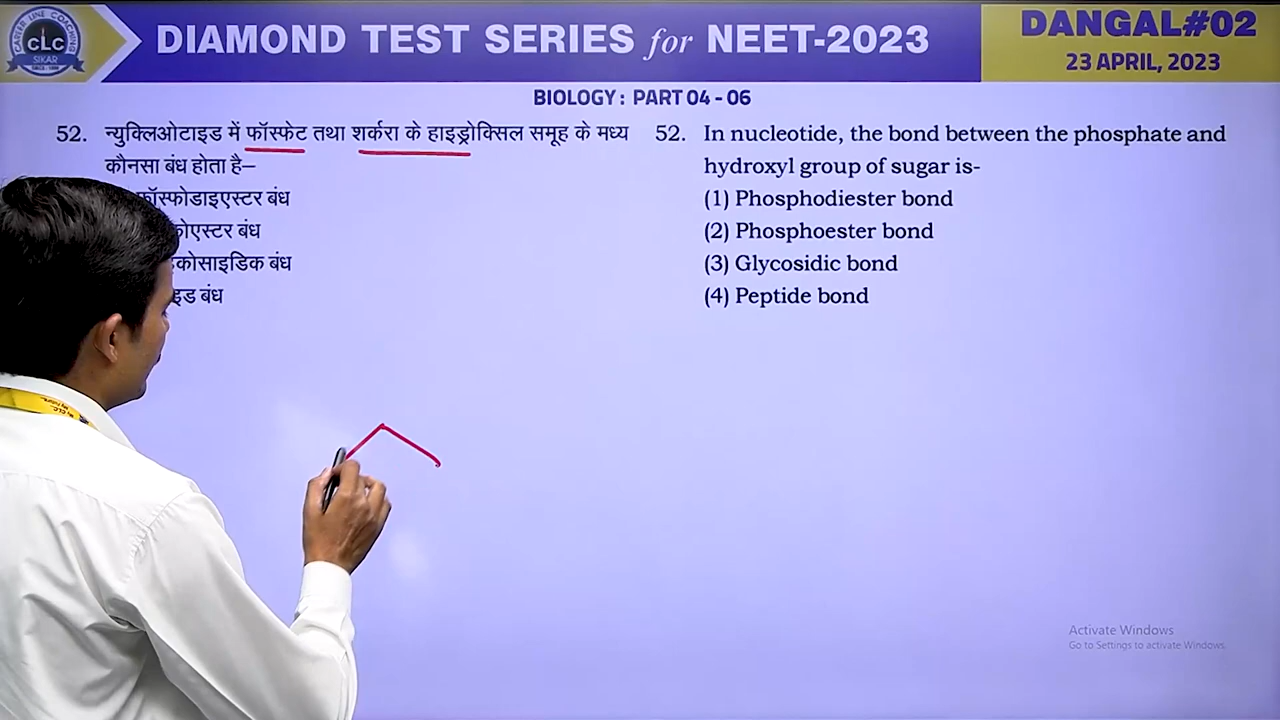 CAREER LINE COACHING
CLC
SIKAR
DIAMOND TEST SERIES for NEET-2023
DANGAL#02
23 APRIL, 2023
BIOLOGY : PART 04 - 06
52. न्युक्लिओटाइड में फॉस्फेट तथा शर्करा के हाइड्रोक्सिल समूह के मध्य
कौनसा बंध होता है–
फॉस्फोडाइएस्टर बंध
बंध
बंध
बंध
52. In nucleotide, the bond between the phosphate and
hydroxyl group of sugar is-
(1) Phosphodiester bond
(2) Phosphoester bond
(3) Glycosidic bond
(4) Peptide bond
Activate Windows
Go to Settings to activate Windows.